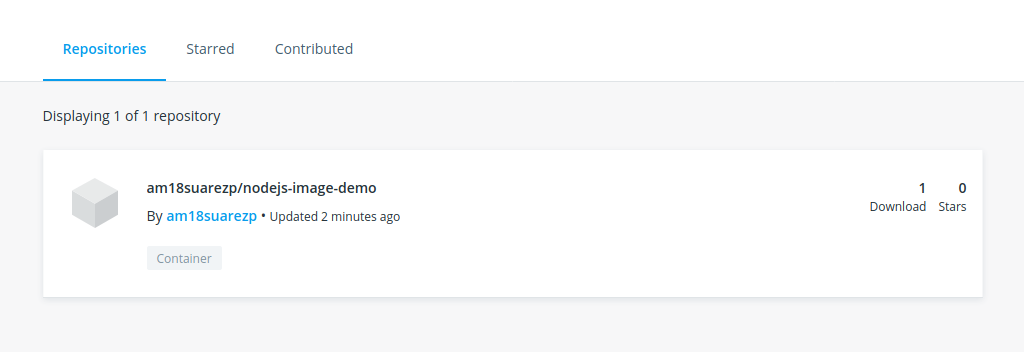 Repositories Starred Contributed
Displaying 1 of 1 repository
am18suarezp/nodejs-image-demo
By am18suarezp • Updated 2 minutes ago
Container
1 0
Download Stars